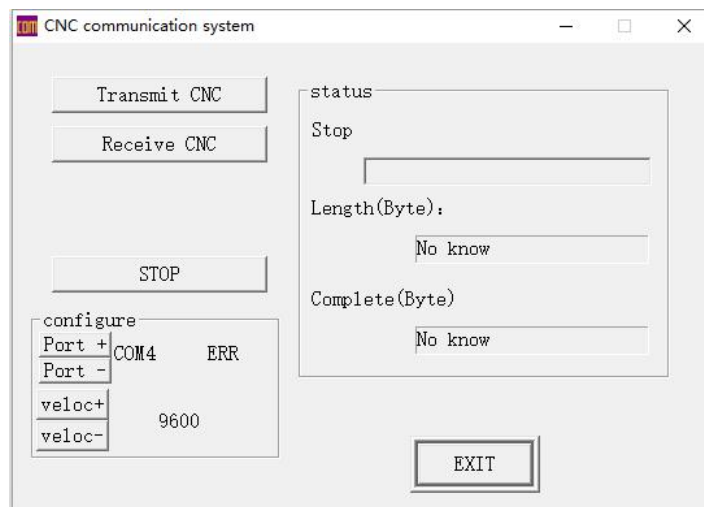 com CNC communication system
Transmit CNC
Receive CNC
STOP
configure
Port +
COM4 ERR
Port -
veloc+
9600
veloc-
status
Stop
Length(Byte):
No know
Complete(Byte)
No know
EXIT